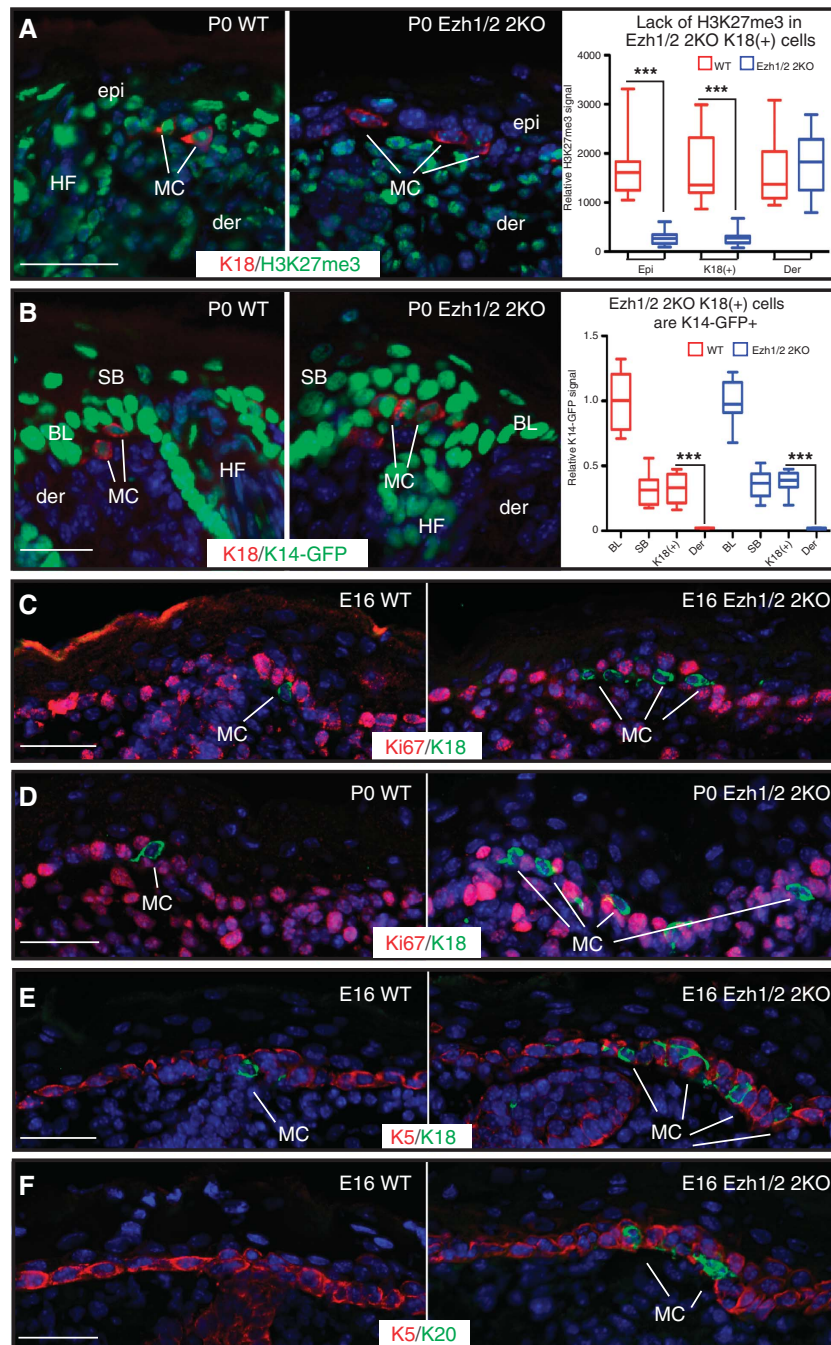 A
P0 WT
epi
HF
MC
der
K18/H3K27me3
P0 Ezh1/2 2KO
epi
MC
der
Lack of H3K27me3 in
Ezh1/2 2KO K18(+) cells
WT
Ezh1/2 2KO
***
***
Relative H3K27me3 signal
4000
3000
2000
1000
0
Epi
K18(+)
Der
B
P0 WT
SB
BL
der
MC
HF
K18/K14-GFP
P0 Ezh1/2 2KO
SB
BL
MC
HF
der
Ezh1/2 2KO K18(+) cells
are K14-GFP+
WT
Ezh1/2 2KO
***
***
Relative K14-GFP signal
1.5
1.0
0.5
0
BL
SB
K18(+)
Der
BL
SB
K18(+)
Der
C
E16 WT
MC
E16 Ezh1/2 2KO
MC
Ki67/K18
D
P0 WT
MC
P0 Ezh1/2 2KO
MC
Ki67/K18
E
E16 WT
MC
E16 Ezh1/2 2KO
MC
K5/K18
F
E16 WT
E16 Ezh1/2 2KO
MC
K5/K20